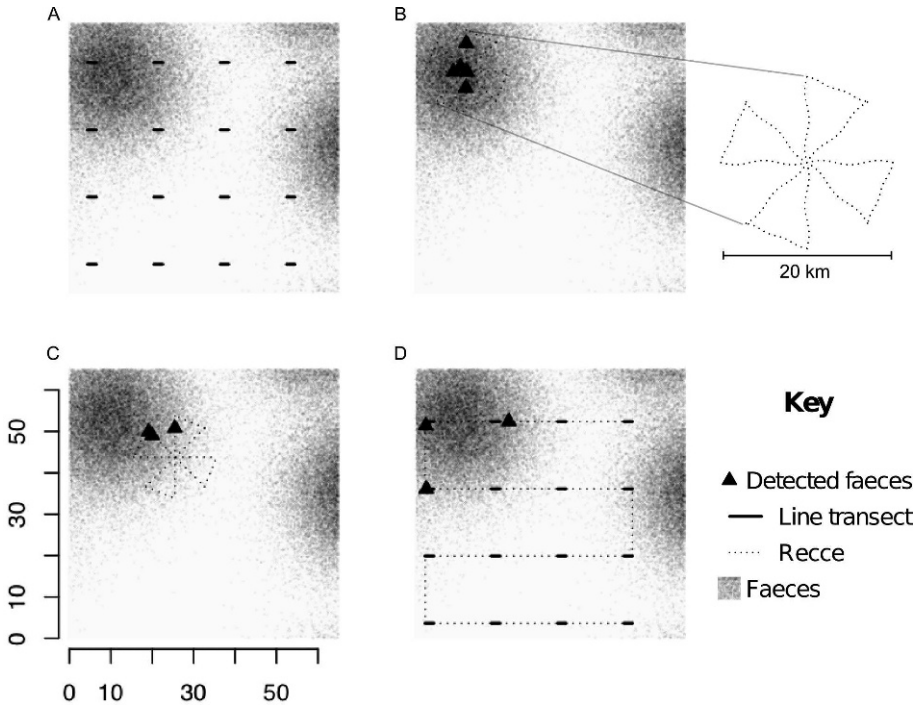 A
B
20 km
C
50
30
10
0
0 10 30 50
D
Key
Detected faeces
Line transect
Recce
Faeces